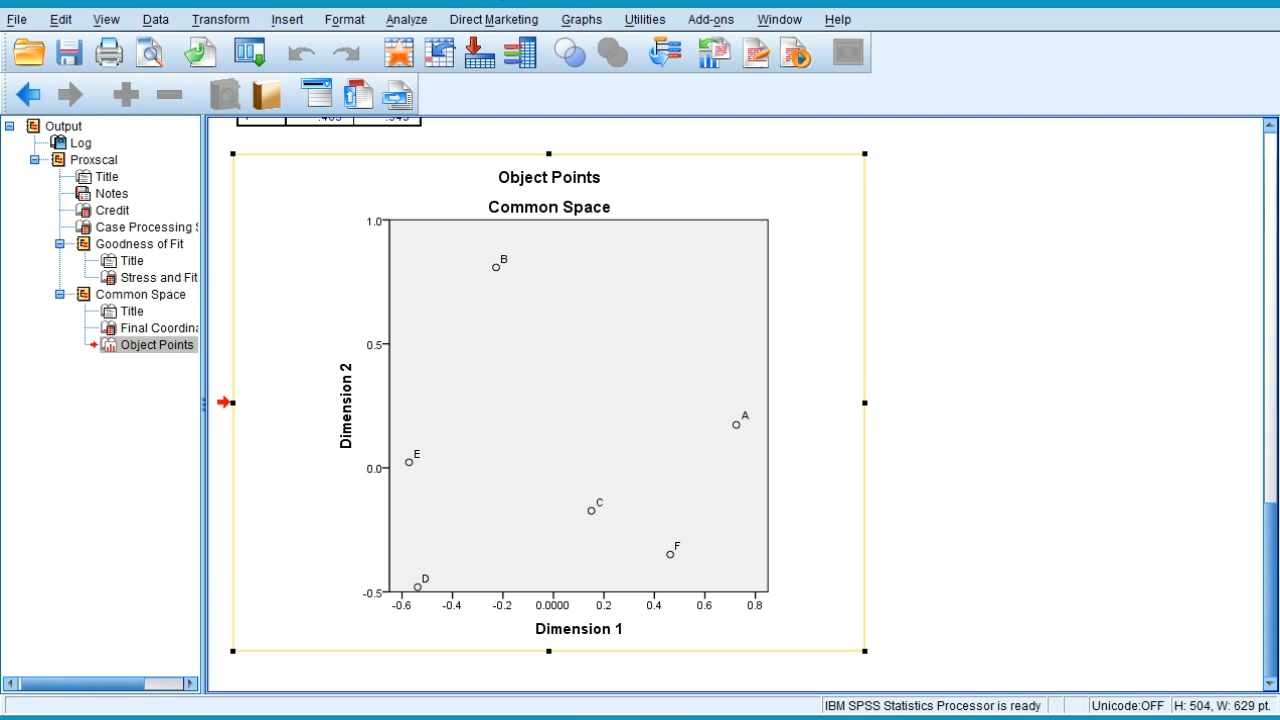 File Edit View Data Transform Insert Format Analyze Direct Marketing Graphs Utilities Add-ons Window Help
Output
Log
Proxscal
Title
Notes
Credit
Case Processing
Goodness of Fit
Title
Stress and Fit
Common Space
Title
Final Coordina
Object Points
Object Points
Common Space
1.0
B
0.5
Dimension 2
A
E
0.0
C
F
D
-0.5
-0.6 -0.4 -0.2 0.0000 0.2 0.4 0.6 0.8
Dimension 1
IBM SPSS Statistics Processor is ready Unicode:OFF H: 504, W: 629 pt.